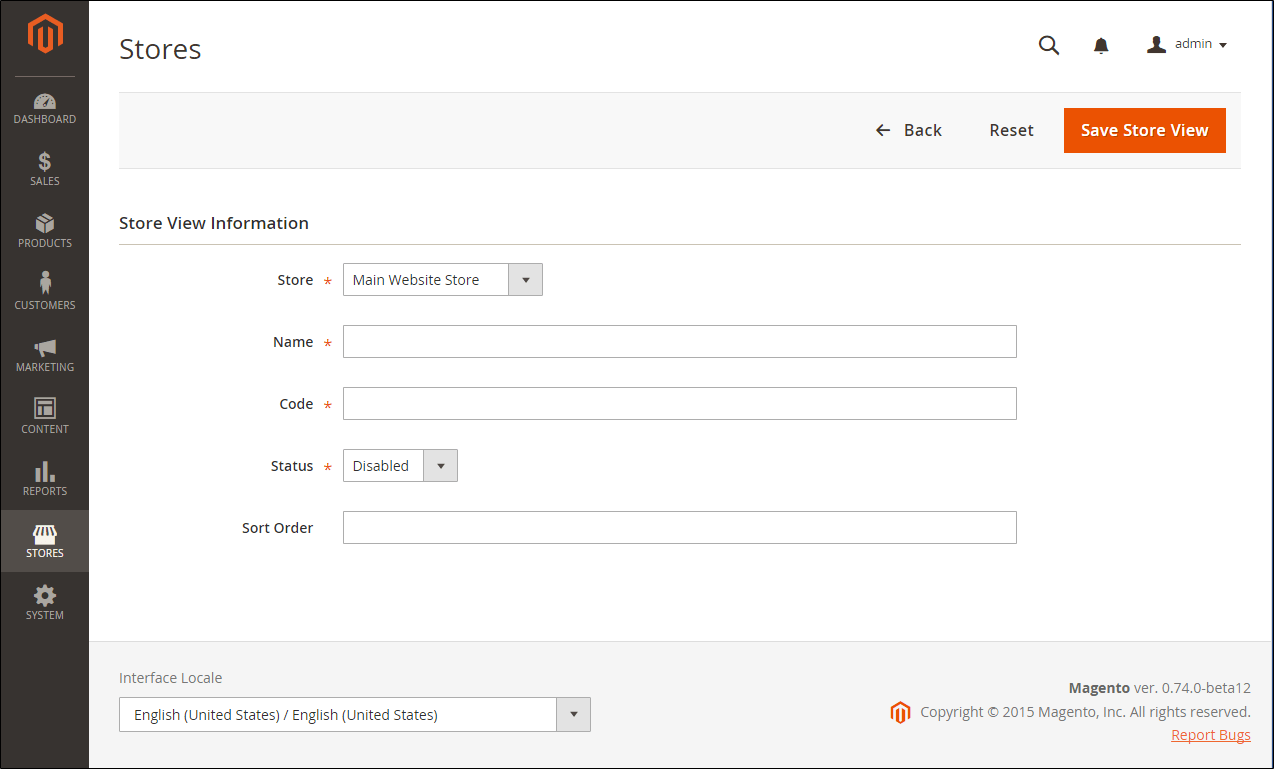 Stores
admin
DASHBOARD
SALES
PRODUCTS
CUSTOMERS
MARKETING
CONTENT
REPORTS
STORES
SYSTEM
Back
Reset
Save Store View
Store View Information
Store * Main Website Store
Name *
Code *
Status * Disabled
Sort Order
Interface Locale
English (United States) / English (United States)
Magento ver. 0.74.0-beta12
Copyright © 2015 Magento, Inc. All rights reserved.
Report Bugs